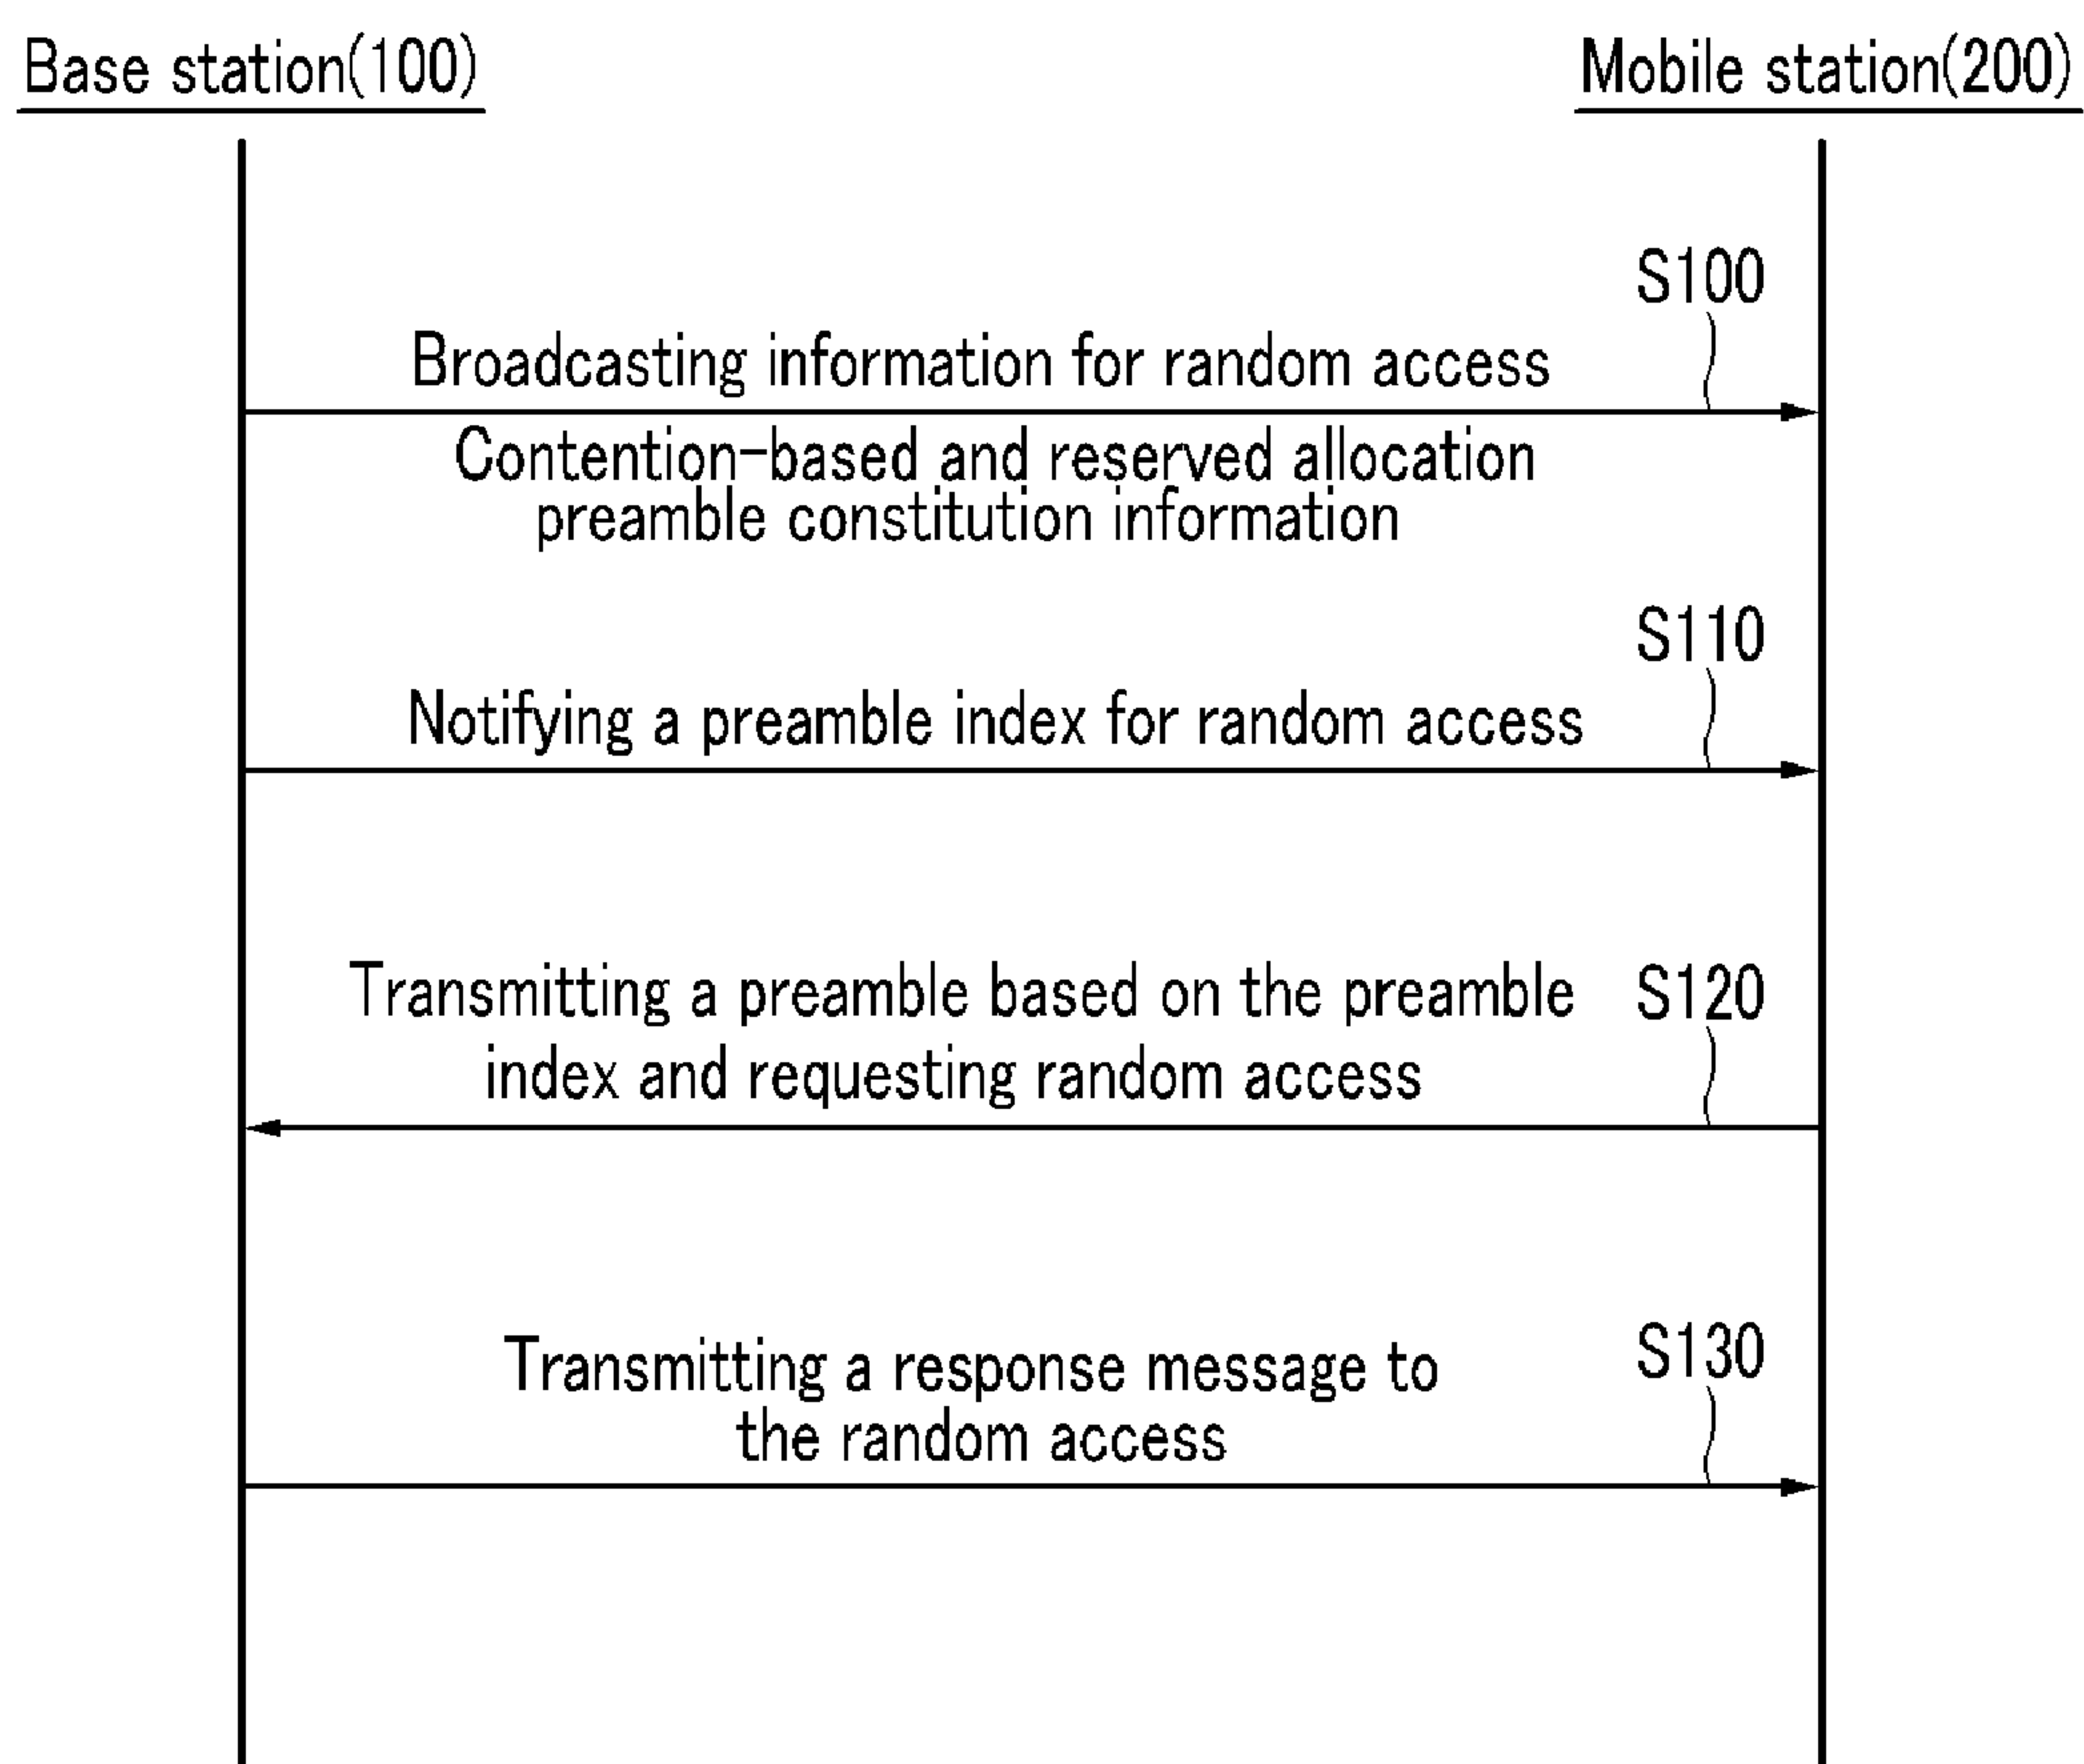 Base station(100)
Mobile station(200)
S100
Broadcasting information for random access
Contention-based and reserved allocation
preamble constitution information
S110
Notifying a preamble index for random access
Transmitting a preamble based on the preamble
S120
index and requesting random access
Transmitting a response message to
S130
the random access